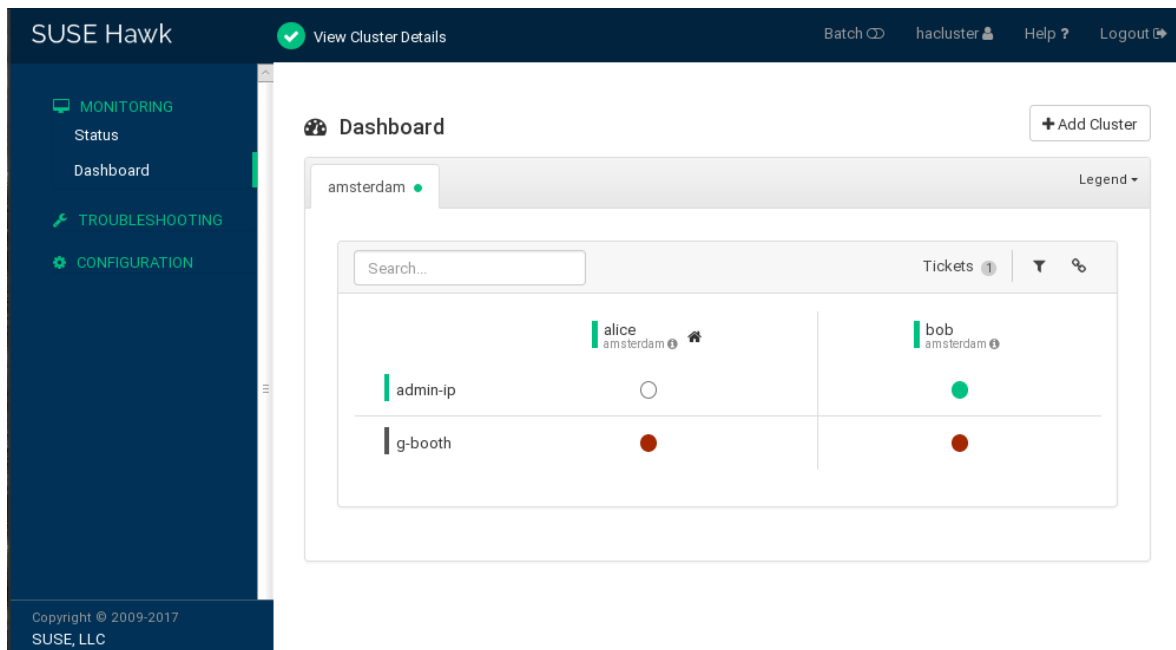 SUSE Hawk
View Cluster Details
Batch
hacluster
Help ?
Logout
MONITORING
Status
Dashboard
TROUBLESHOOTING
CONFIGURATION
Copyright © 2009-2017
SUSE, LLC
Dashboard
+ Add Cluster
amsterdam
Legend
Search...
Tickets 1
alice
amsterdam
bob
amsterdam
admin-ip
g-booth